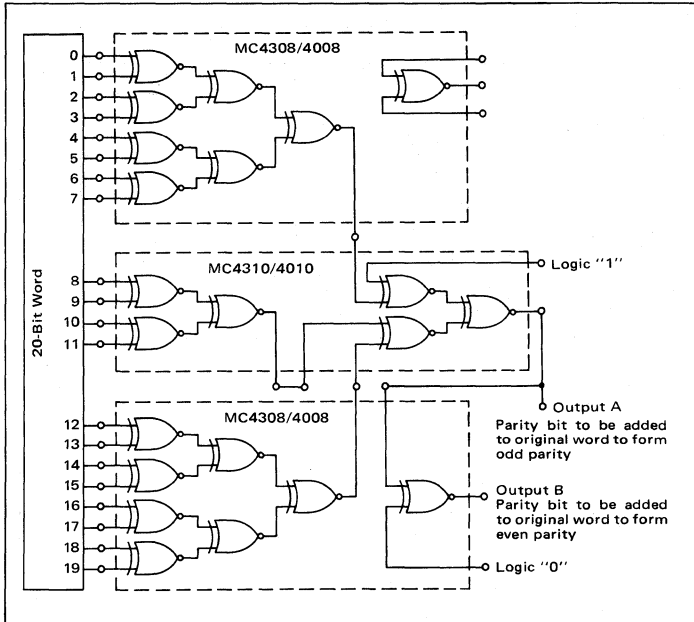 MC4308/4008
20-Bit Word
0
1
2
3
4
5
6
7
MC4310/4010
Logic "1"
8
9
10
11
Output A
Parity bit to be added
to original word to form
odd parity
MC4308/4008
12
13
14
15
16
17
18
19
Output B
Parity bit to be added
to original word to form
even parity
Logic "0"